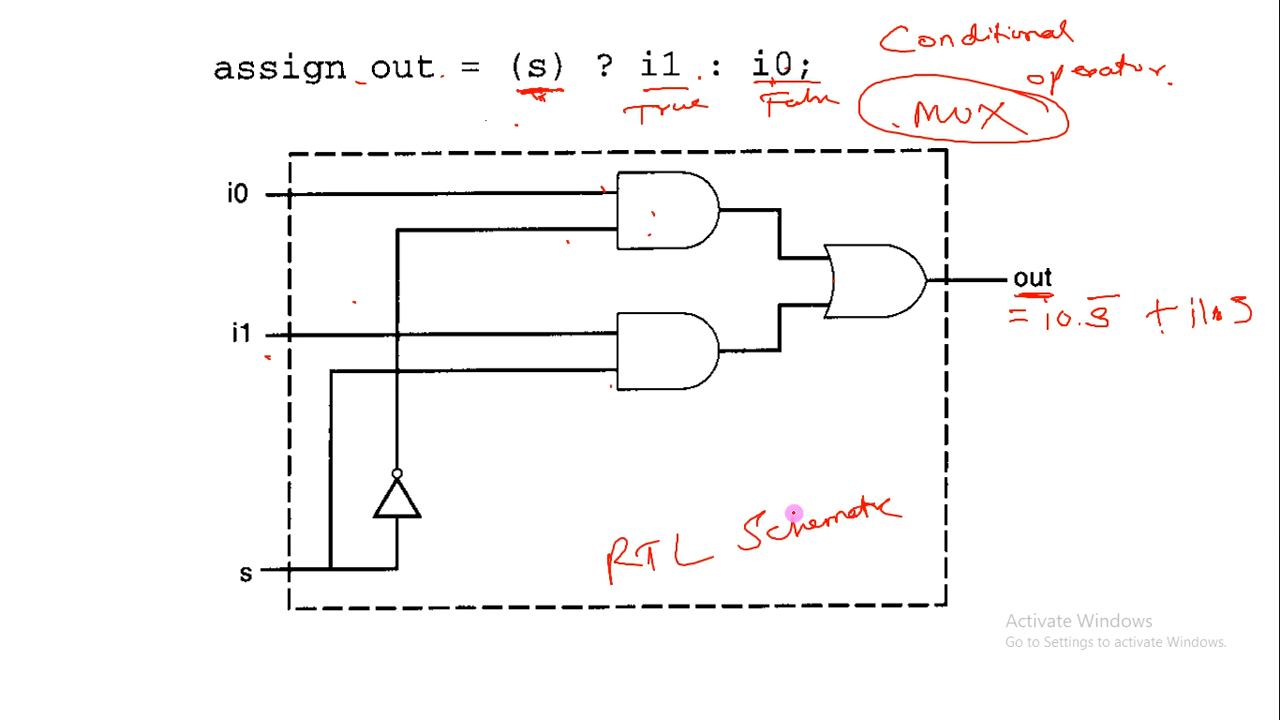 Conditional
operator.
assign out = (s) ? i1 : i0;
True False
MUX
i0
i1
out
= i0.s̅ + i1.s
RTL Schematic
s
Activate Windows
Go to Settings to activate Windows.